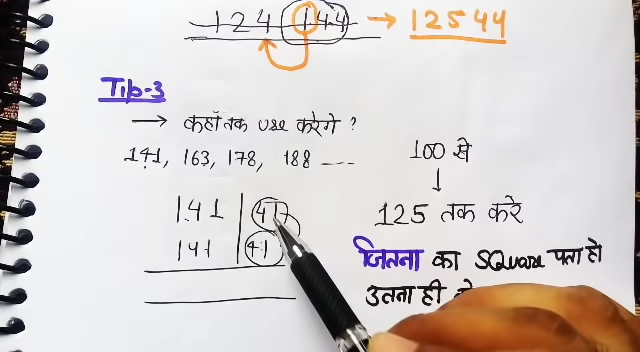 124 144 → 12544
Tip-3
→ कहाँ तक use करेगे ?
141, 163, 178, 188 ----
141 | 41
141 | 41
100 से
↓
125 तक करे
जितना का square पता हो
उतना ही